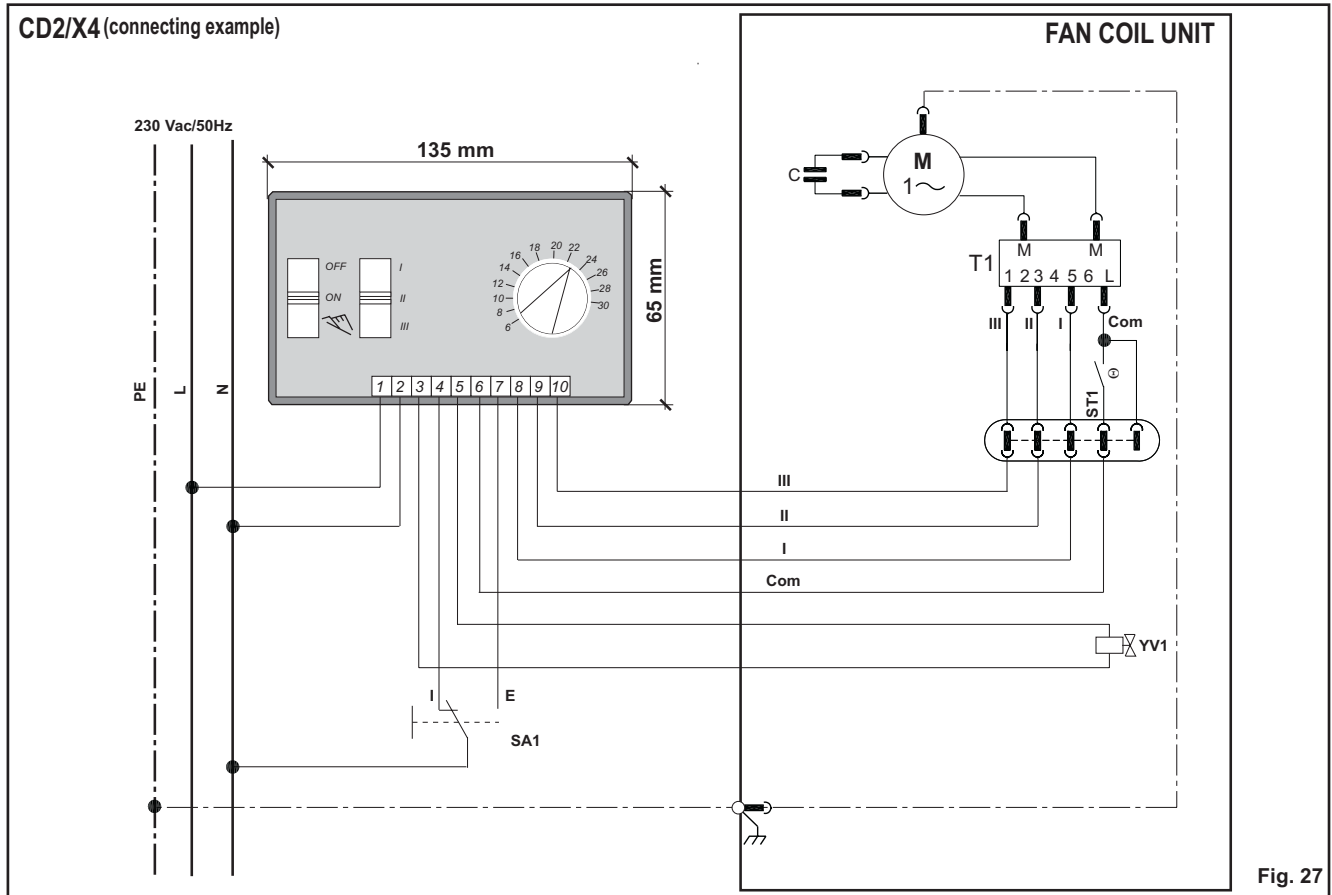 CD2/X4 (connecting example)
FAN COIL UNIT
230 Vac/50Hz
135 mm
65 mm
PE
L
N
OFF
ON
I
II
III
6
8
10
12
14
16
18
20
22
24
26
28
30
1 2 3 4 5 6 7 8 9 10
C
M
1~
T1
M M
1 2 3 4 5 6 L
III II I Com
ST1
Θ
III
II
I
Com
YV1
I E
SA1
Fig. 27